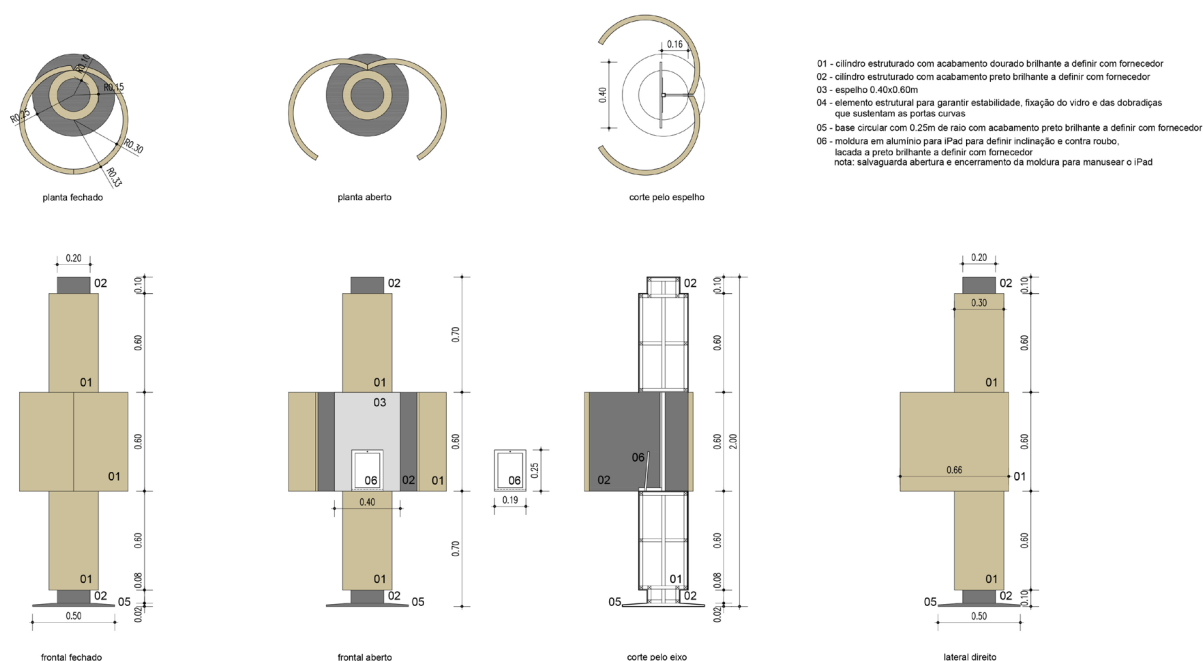 R0.10
R0.15
R0.25
R0.30
R0.33
planta fechado
planta aberto
0.16
0.40
corte pelo espelho
01 - cilíndro estruturado com acabamento dourado brilhante a definir com fornecedor
02 - cilíndro estruturado com acabamento preto brilhante a definir com fornecedor
03 - espelho 0.40x0.60m
04 - elemento estrutural para garantir estabilidade, fixação do vidro e das dobradiças
que sustentam as portas curvas
05 - base circular com 0.25m de raio com acabamento preto brilhante a definir com fornecedor
06 - moldura em alumínio para iPad para definir inclinação e contra roubo,
lacada a preto brilhante a definir com fornecedor
nota: salvaguarda abertura e encerramento da moldura para manusear o iPad
0.20
02
0.10
0.60
01
0.60
01
0.60
01
0.08
02
05
0.02
0.50
frontal fechado
02
0.70
01
03
0.60
06
02
01
0.40
0.70
01
02
05
frontal aberto
06
0.25
0.19
02
0.10
0.60
2.00
06
02
0.60
0.60
01
0.08
05
02
0.02
corte pelo eixo
0.20
02
0.10
0.30
0.60
01
0.60
0.66
01
0.60
01
05
02
0.10
0.50
lateral direito